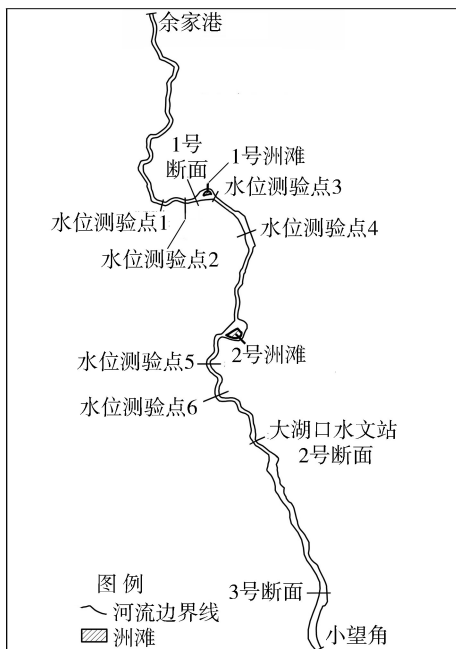 余家港
1号
断面
1号洲滩
水位测验点3
水位测验点1
水位测验点2
水位测验点4
2号洲滩
水位测验点5
水位测验点6
大湖口水文站
2号断面
3号断面
小望角
图例
河流边界线
洲滩